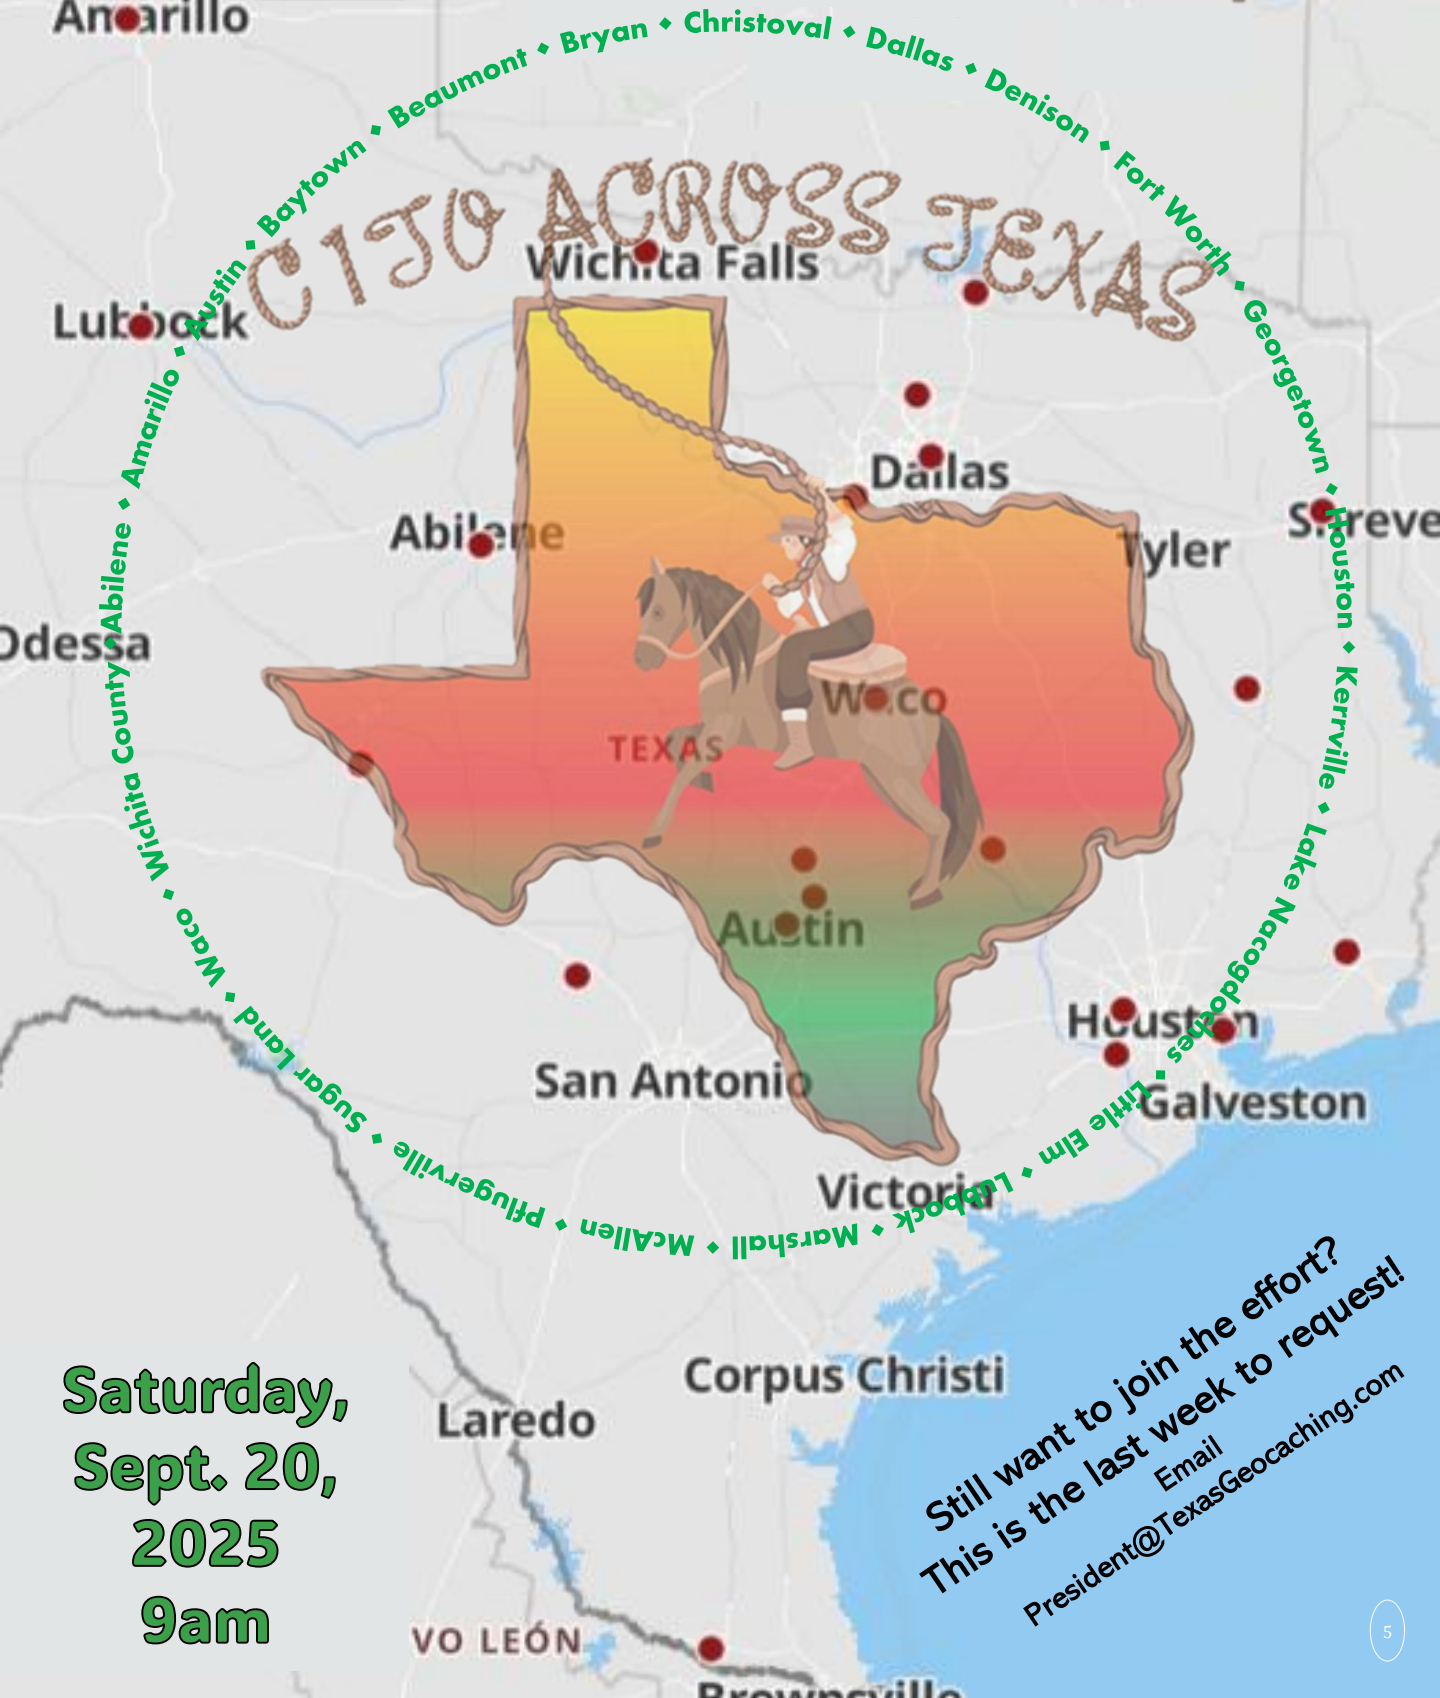 Amarillo
Abilene ◆ Amarillo ◆ Austin ◆ Baytown ◆ Beaumont ◆ Bryan ◆ Christoval ◆ Dallas ◆ Denison ◆ Fort Worth ◆ Georgetown ◆ Houston ◆ Kerrville ◆ Lake Nacogdoches ◆ Little Elm ◆ Lubbock ◆ Marshall ◆ McAllen ◆ Pflugerville ◆ Sugar Land ◆ Waco ◆ Wichita County ◆
CITO ACROSS TEXAS
Wichita Falls
Lubbock
Dallas
Abilene
Shreve
Tyler
Odessa
Waco
TEXAS
Austin
Houston
San Antonio
Galveston
Victoria
Still want to join the effort?
This is the last week to request!
Email
President@TexasGeocaching.com
Corpus Christi
Laredo
Saturday,
Sept. 20,
2025
9am
VO LEÓN
5
Brownsville